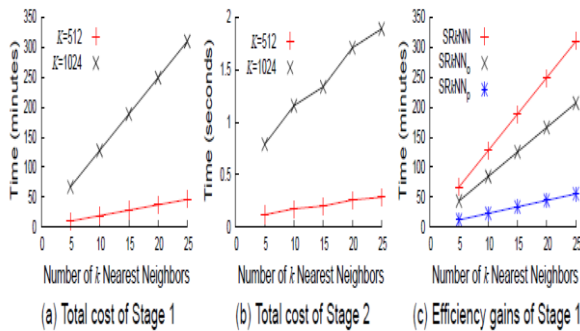 Time (minutes)
350
300
250
200
150
100
50
0
K=512
K=1024
0 5 10 15 20 25
Number of k Nearest Neighbors
(a) Total cost of Stage 1
Time (seconds)
2
1.5
1
0.5
0
K=512
K=1024
0 5 10 15 20 25
Number of k Nearest Neighbors
(b) Total cost of Stage 2
Time (minutes)
350
300
250
200
150
100
50
0
SRkNN
SRkNNo
SRkNNp
0 5 10 15 20 25
Number of k Nearest Neighbors
(c) Efficiency gains of Stage 1